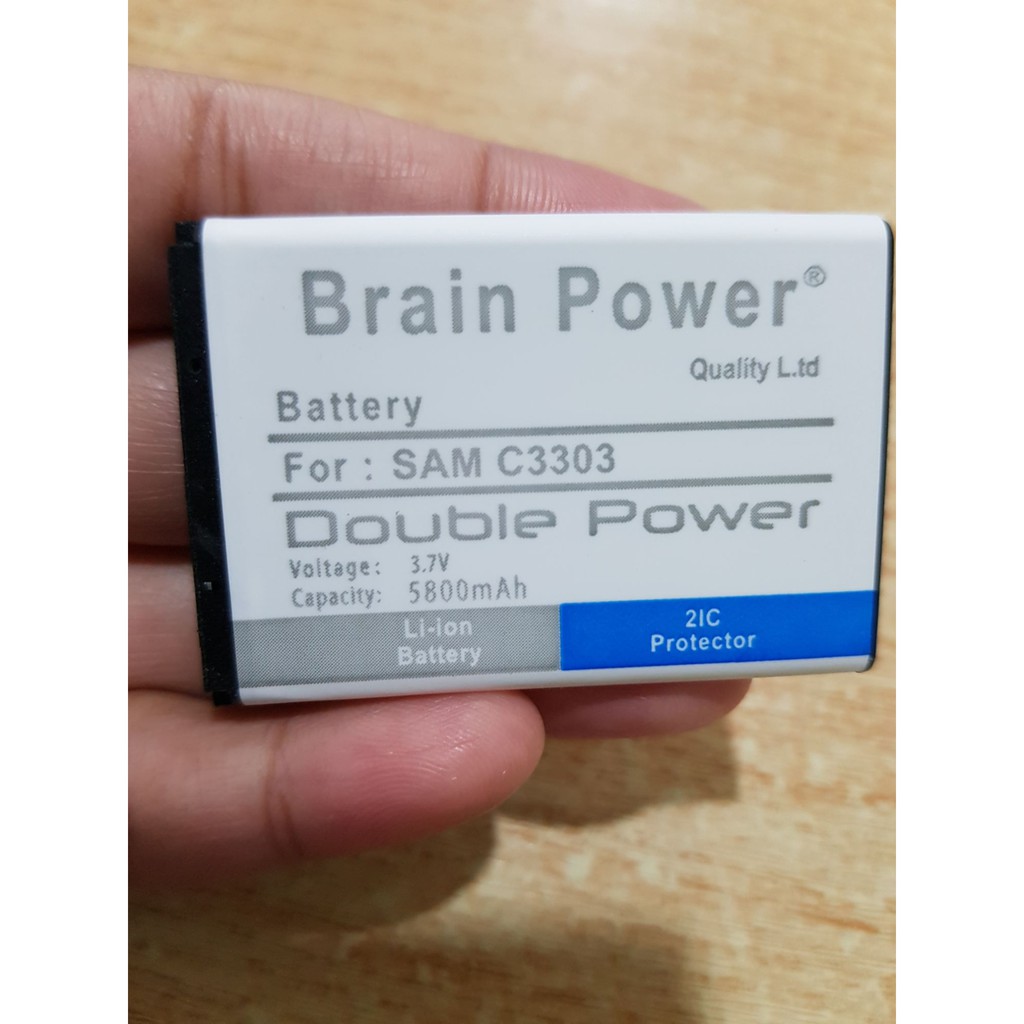 Brain Power®
Quality L.td
Battery
For : SAM C3303
Double Power
Voltage: 3.7V
Capacity: 5800mAh
Li-ion
Battery
2IC
Protector